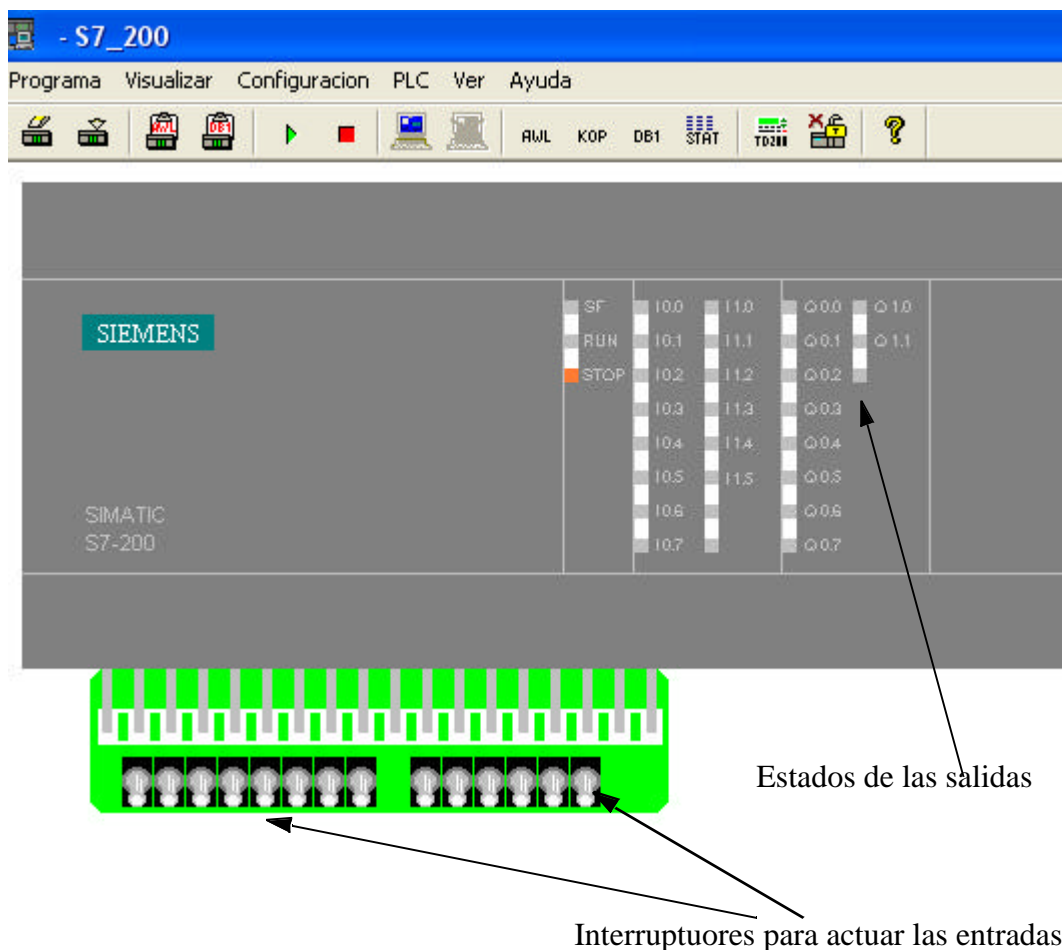 - S7_200
Programa Visualizar Configuracion PLC Ver Ayuda
AWL DB1 AWL KOP DB1 STAT TD200 ?
SIEMENS
SF I0.0 I1.0 Q0.0 Q1.0
RUN I0.1 I1.1 Q0.1 Q1.1
STOP I0.2 I1.2 Q0.2
I0.3 I1.3 Q0.3
I0.4 I1.4 Q0.4
I0.5 I1.5 Q0.5
SIMATIC I0.6 Q0.6
S7-200 I0.7 Q0.7
Estados de las salidas
Interruptuores para actuar las entradas